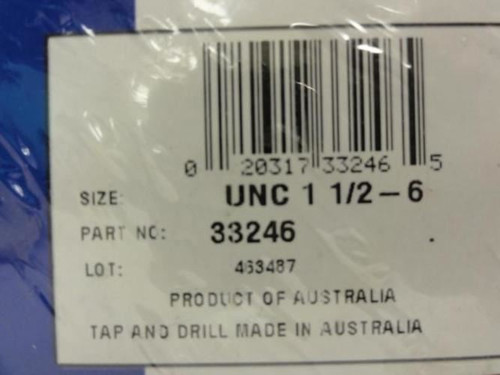 0 20317 33246 5
SIZE: UNC 1 1/2-6
PART NO: 33246
LOT: 463487
PRODUCT OF AUSTRALIA
TAP AND DRILL MADE IN AUSTRALIA